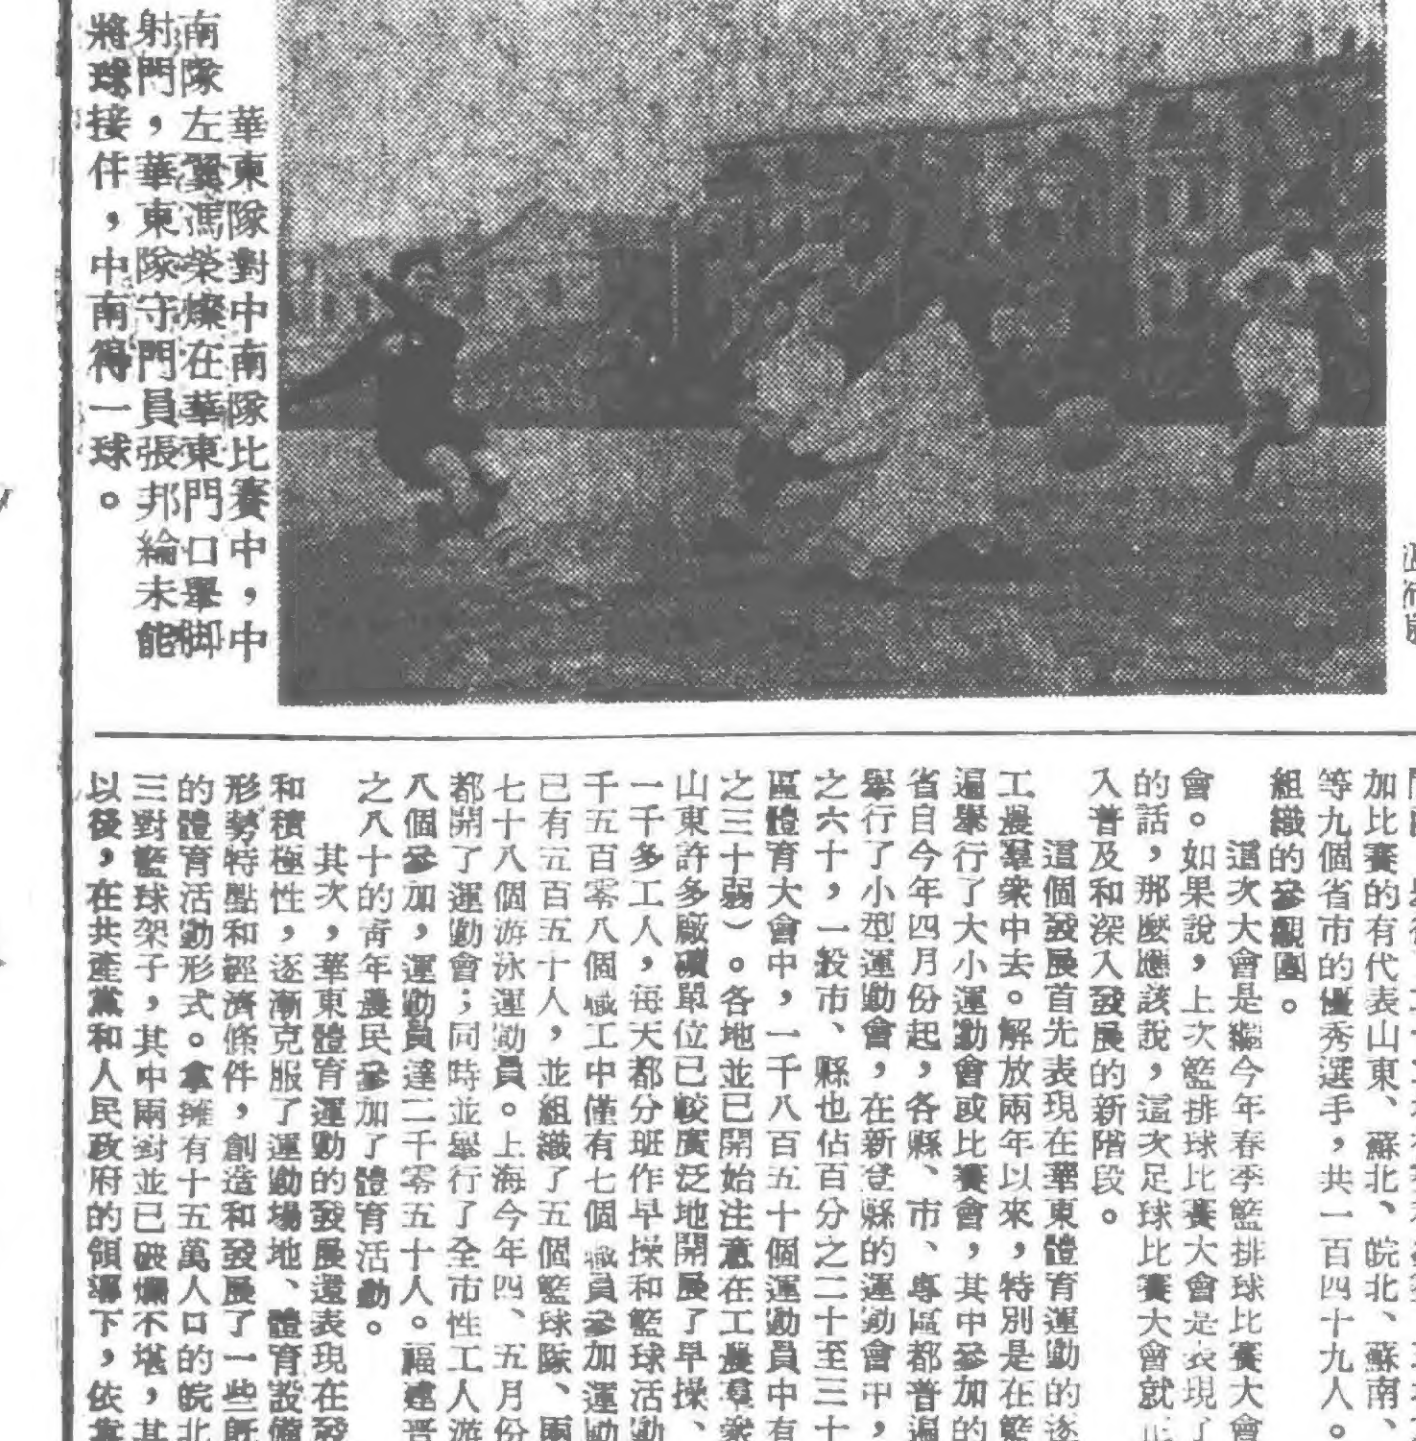 華東隊對中南隊比賽中，中
南隊左翼馮榮燦在華東門口舉脚
射門，華東隊守門員張邦綸未能
將球接住，中南得一球。
加比賽的有代表山東、蘇北、皖北、蘇南、
等九個省市的優秀選手，共一百四十九人。
組織的參觀團。
這次大會是繼今年春季籃排球比賽大會
會。如果說，上次籃排球比賽大會是表現了
的話，那麼應該說，這次足球比賽大會就正
入普及和深入發展的新階段。
這個發展首先表現在華東體育運動的逐
工農羣衆中去。解放兩年以來，特別是在籃
遍舉行了大小運動會或比賽會，其中參加的
省自今年四月份起，各縣、市、專區都普遍
舉行了小型運動會，在新登縣的運動會中，
之六十，一般市、縣也佔百分之二十至三十
區體育大會中，一千八百五十個運動員中有
之三十弱）。各地並已開始注意在工農羣衆
山東許多廠礦單位已較廣泛地開展了早操、
一千多工人，每天都分班作早操和籃球活動
千五百零八個職工中僅有七個職員參加運動
已有五百五十人，並組織了五個籃球隊、兩
七十八個游泳運動員。上海今年四、五月份
都開了運動會；同時並舉行了全市性工人游
八個參加，運動員達二千零五十人。福建晋
之八十的青年農民參加了體育活動。
其次，華東體育運動的發展還表現在發
和積極性，逐漸克服了運動場地、體育設備
形勢特點和經濟條件，創造和發展了一些旣
的體育活動形式。拿擁有十五萬人口的皖北
三對籃球架子，其中兩對並已破爛不堪，其
以後，在共產黨和人民政府的領導下，依靠